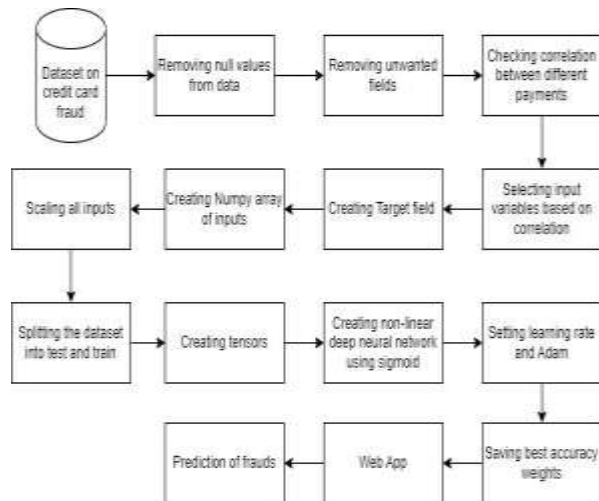 Dataset on
credit card
fraud
Removing null values
from data
Removing unwanted
fields
Checking correlation
between different
payments
Selecting input
variables based on
correlation
Creating Target field
Creating Numpy array
of inputs
Scaling all inputs
Splitting the dataset
into test and train
Creating tensors
Creating non-linear
deep neural network
using sigmoid
Setting learning rate
and Adam
Saving best accuracy
weights
Web App
Prediction of frauds